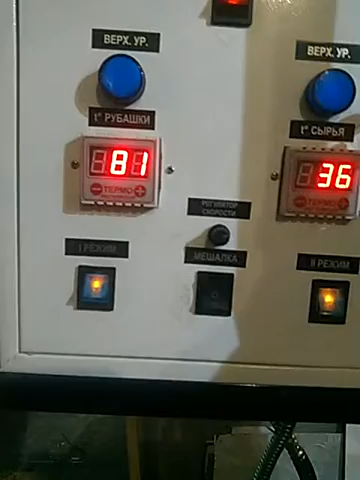 ВЕРХ. УР.
ВЕРХ. УР.
t° РУБАШКИ
t° СЫРЬЯ
81
36
ТЕРМО
ТЕРМО
РЕГУЛЯТОР
СКОРОСТИ
I РЕЖИМ
МЕШАЛКА
II РЕЖИМ